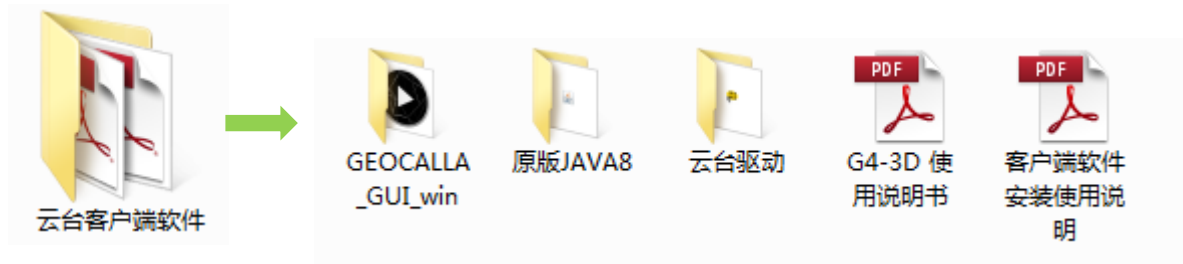 云台客户端软件
GEOCALLA
_GUI_win
原版JAVA8
云台驱动
PDF
G4-3D 使
用说明书
PDF
客户端软件
安装使用说
明